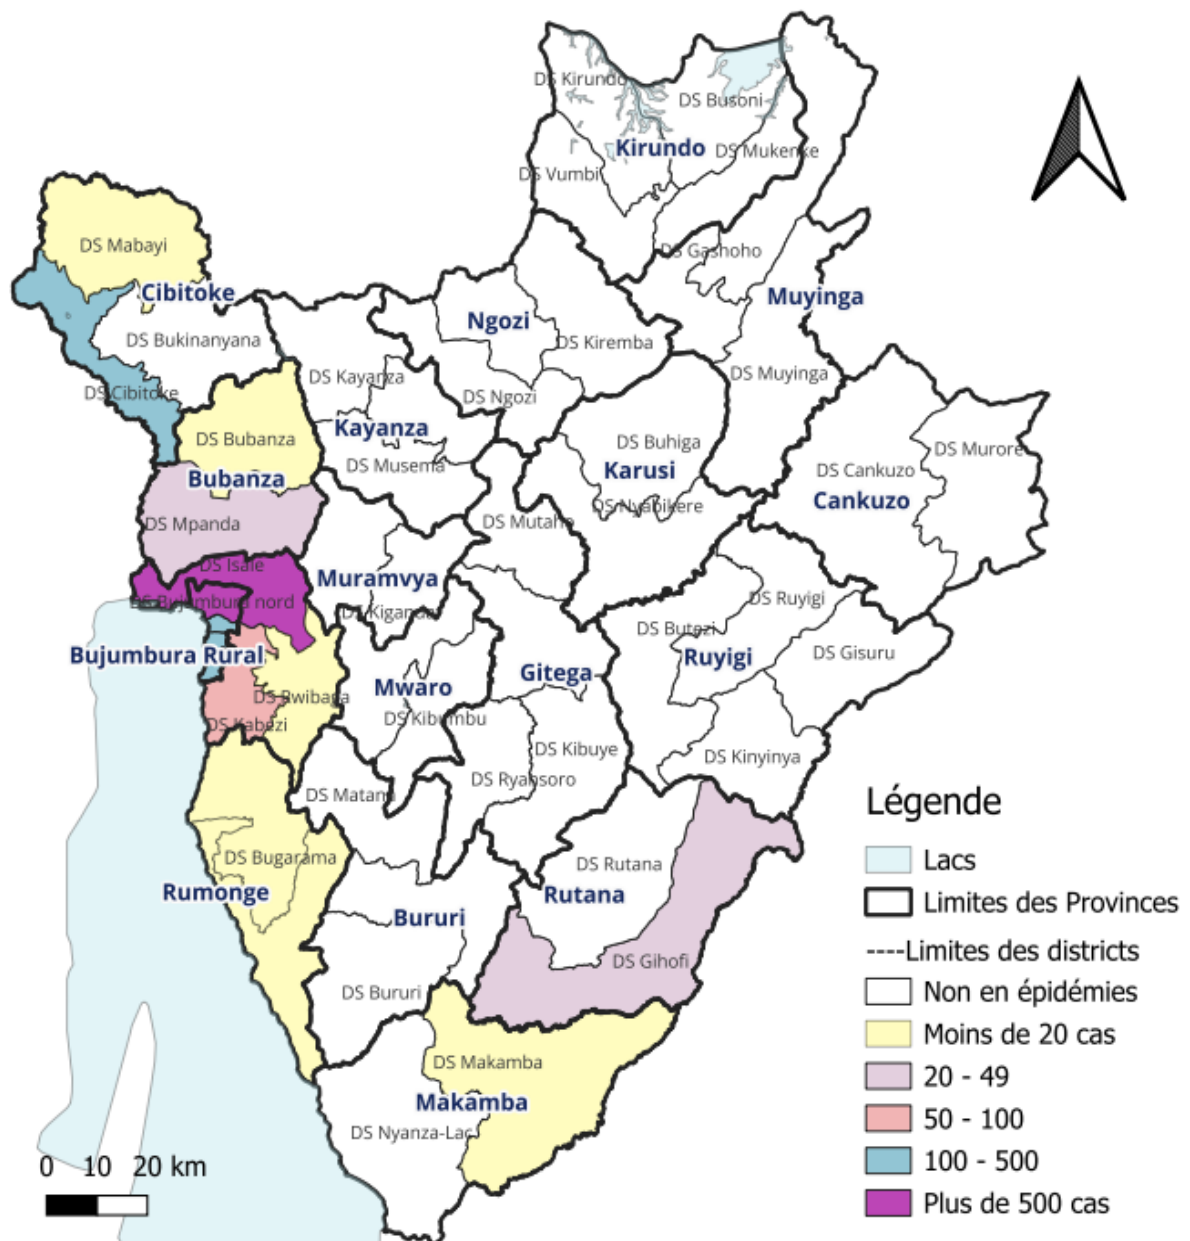 DS Kirundo
DS Busoni
Kirundo
DS Mukenke
DS Vumbi
DS Mabayi
DS Gashoho
Cibitoke
Muyinga
Ngozi
DS Bukinanyana
DS Kiremba
DS Kayanza
DS Muyinga
DS Cibitoke
DS Ngozi
Kayanza
DS Bubanza
DS Buhiga
DS Murore
DS Musema
Karusi
DS Cankuzo
Bubanza
Cankuzo
DS Nyabikere
DS Mpanda
DS Mutaho
DS Isale
Muramvya
DS Ruyigi
DS Bujumbura nord
DS Kiganda
DS Butezi
Bujumbura Rural
Ruyigi
DS Gisuru
Gitega
Mwaro
DS Rwibaga
DS Kabezi
DS Kibumbu
DS Kibuye
DS Kinyinya
DS Ryansoro
DS Matana
DS Bugarama
DS Rutana
Rumonge
Rutana
Bururi
DS Gihofi
DS Bururi
DS Makamba
Makamba
DS Nyanza-Lac
0 10 20 km
Légende
Lacs
Limites des Provinces
----Limites des districts
Non en épidémies
Moins de 20 cas
20 - 49
50 - 100
100 - 500
Plus de 500 cas